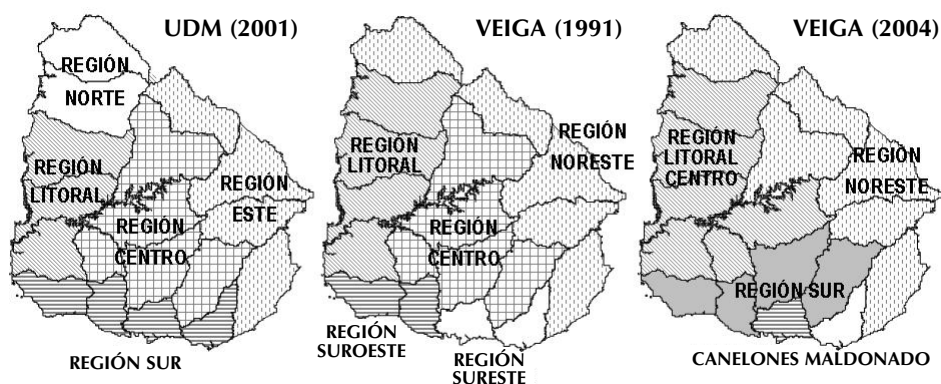 UDM (2001)
REGIÓN
NORTE
REGIÓN
LITORAL
REGIÓN
ESTE
REGIÓN
CENTRO
REGIÓN SUR
VEIGA (1991)
REGIÓN
LITORAL
REGIÓN
NORESTE
REGIÓN
CENTRO
REGIÓN
SUROESTE
REGIÓN
SURESTE
VEIGA (2004)
REGIÓN
LITORAL
CENTRO
REGIÓN
NORESTE
REGIÓN SUR
CANELONES MALDONADO